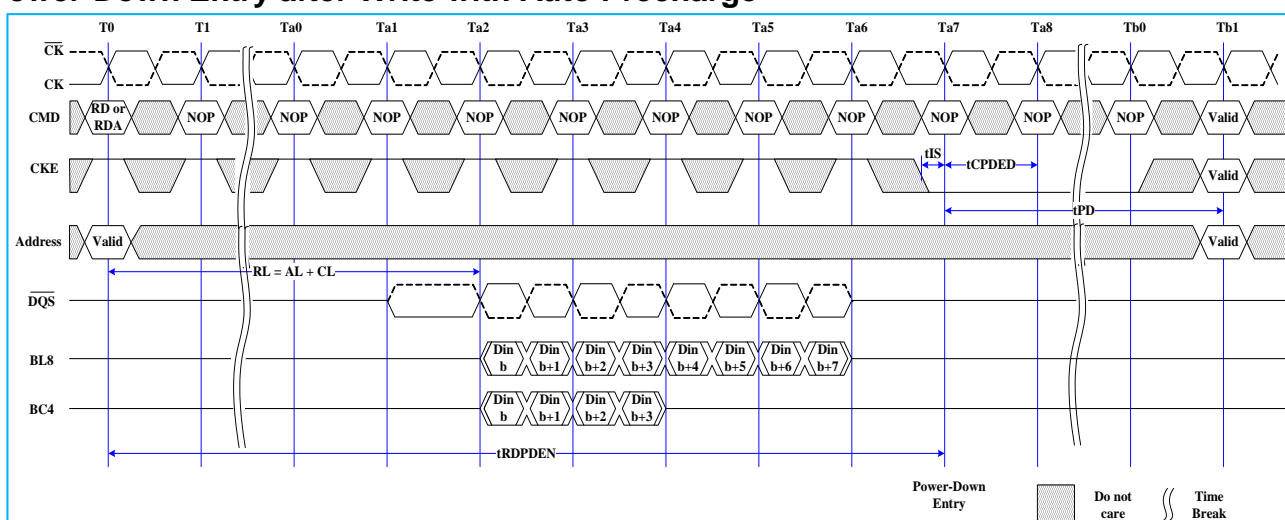 ower-Down Entry after Write with Auto Precharge
T0 T1 Ta0 Ta1 Ta2 Ta3 Ta4 Ta5 Ta6 Ta7 Ta8 Tb0 Tb1
CK
CK
CMD RD or RDA NOP NOP NOP NOP NOP NOP NOP NOP NOP NOP NOP Valid
tIS tCPDED
CKE Valid
tPD
Address Valid Valid
RL = AL + CL
DQS
BL8 Din b Din b+1 Din b+2 Din b+3 Din b+4 Din b+5 Din b+6 Din b+7
BC4 Din b Din b+1 Din b+2 Din b+3
tRDPDEN
Power-Down
Entry
Do not
care
Time
Break